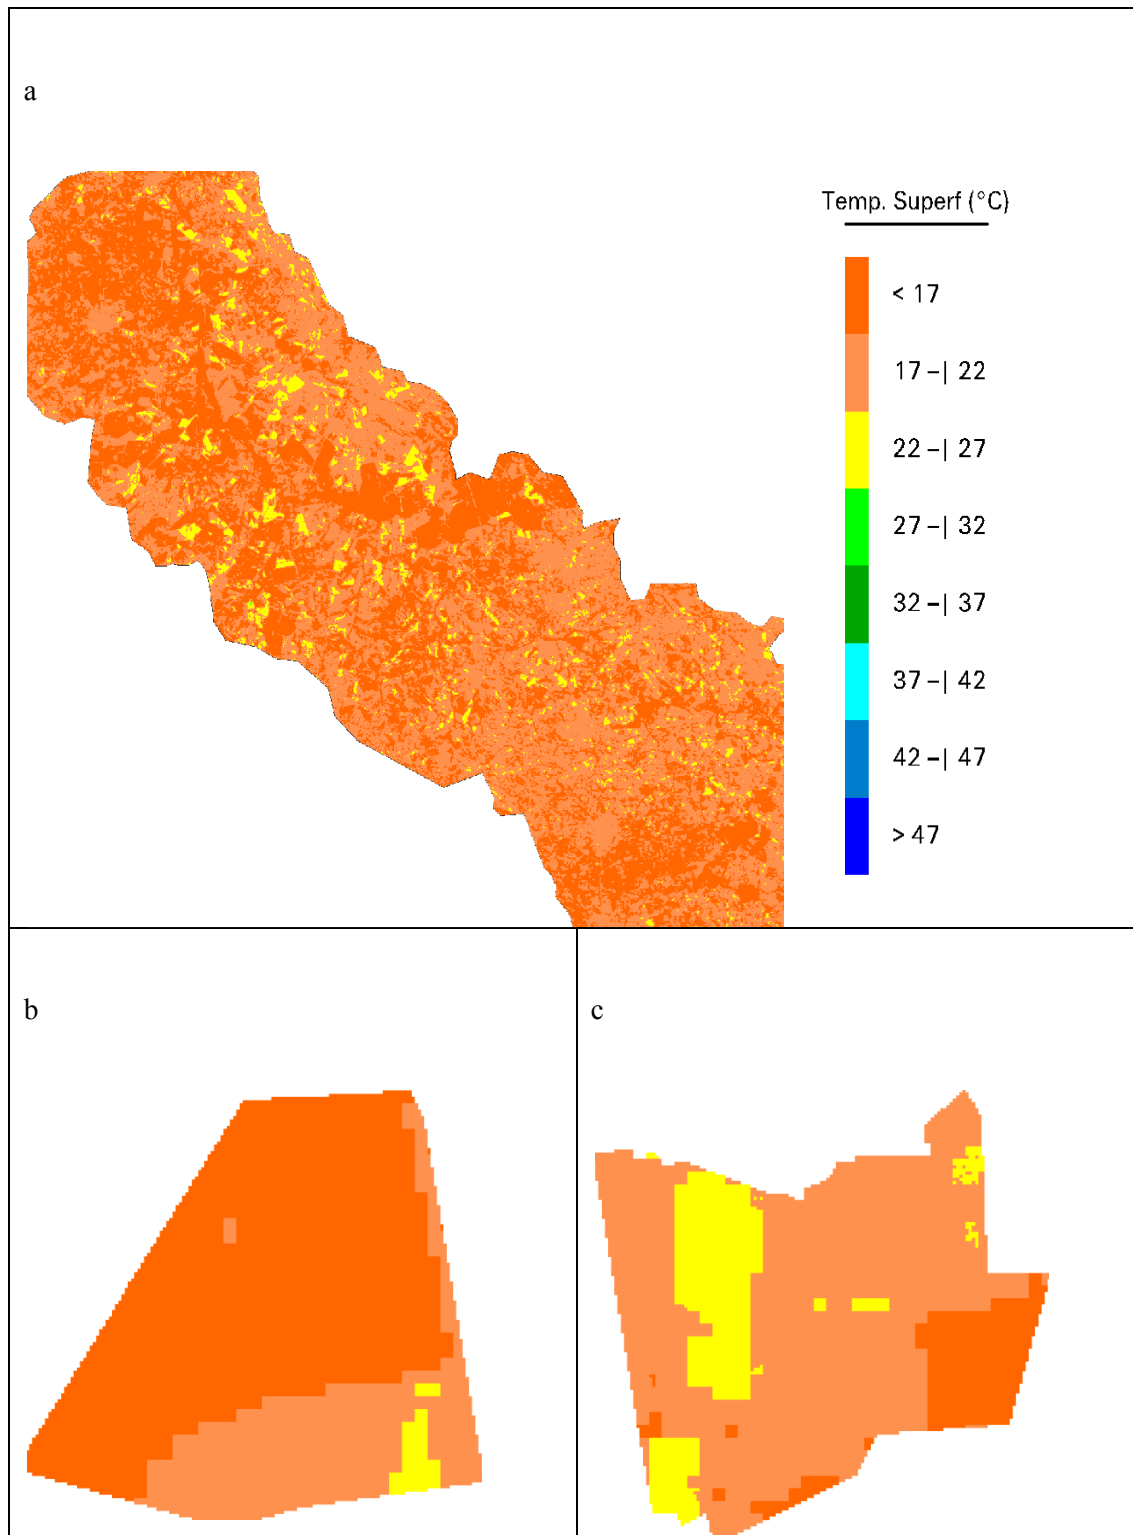 a
Temp. Superf (°C)
< 17
17 –| 22
22 –| 27
27 –| 32
32 –| 37
37 –| 42
42 –| 47
> 47
b
c